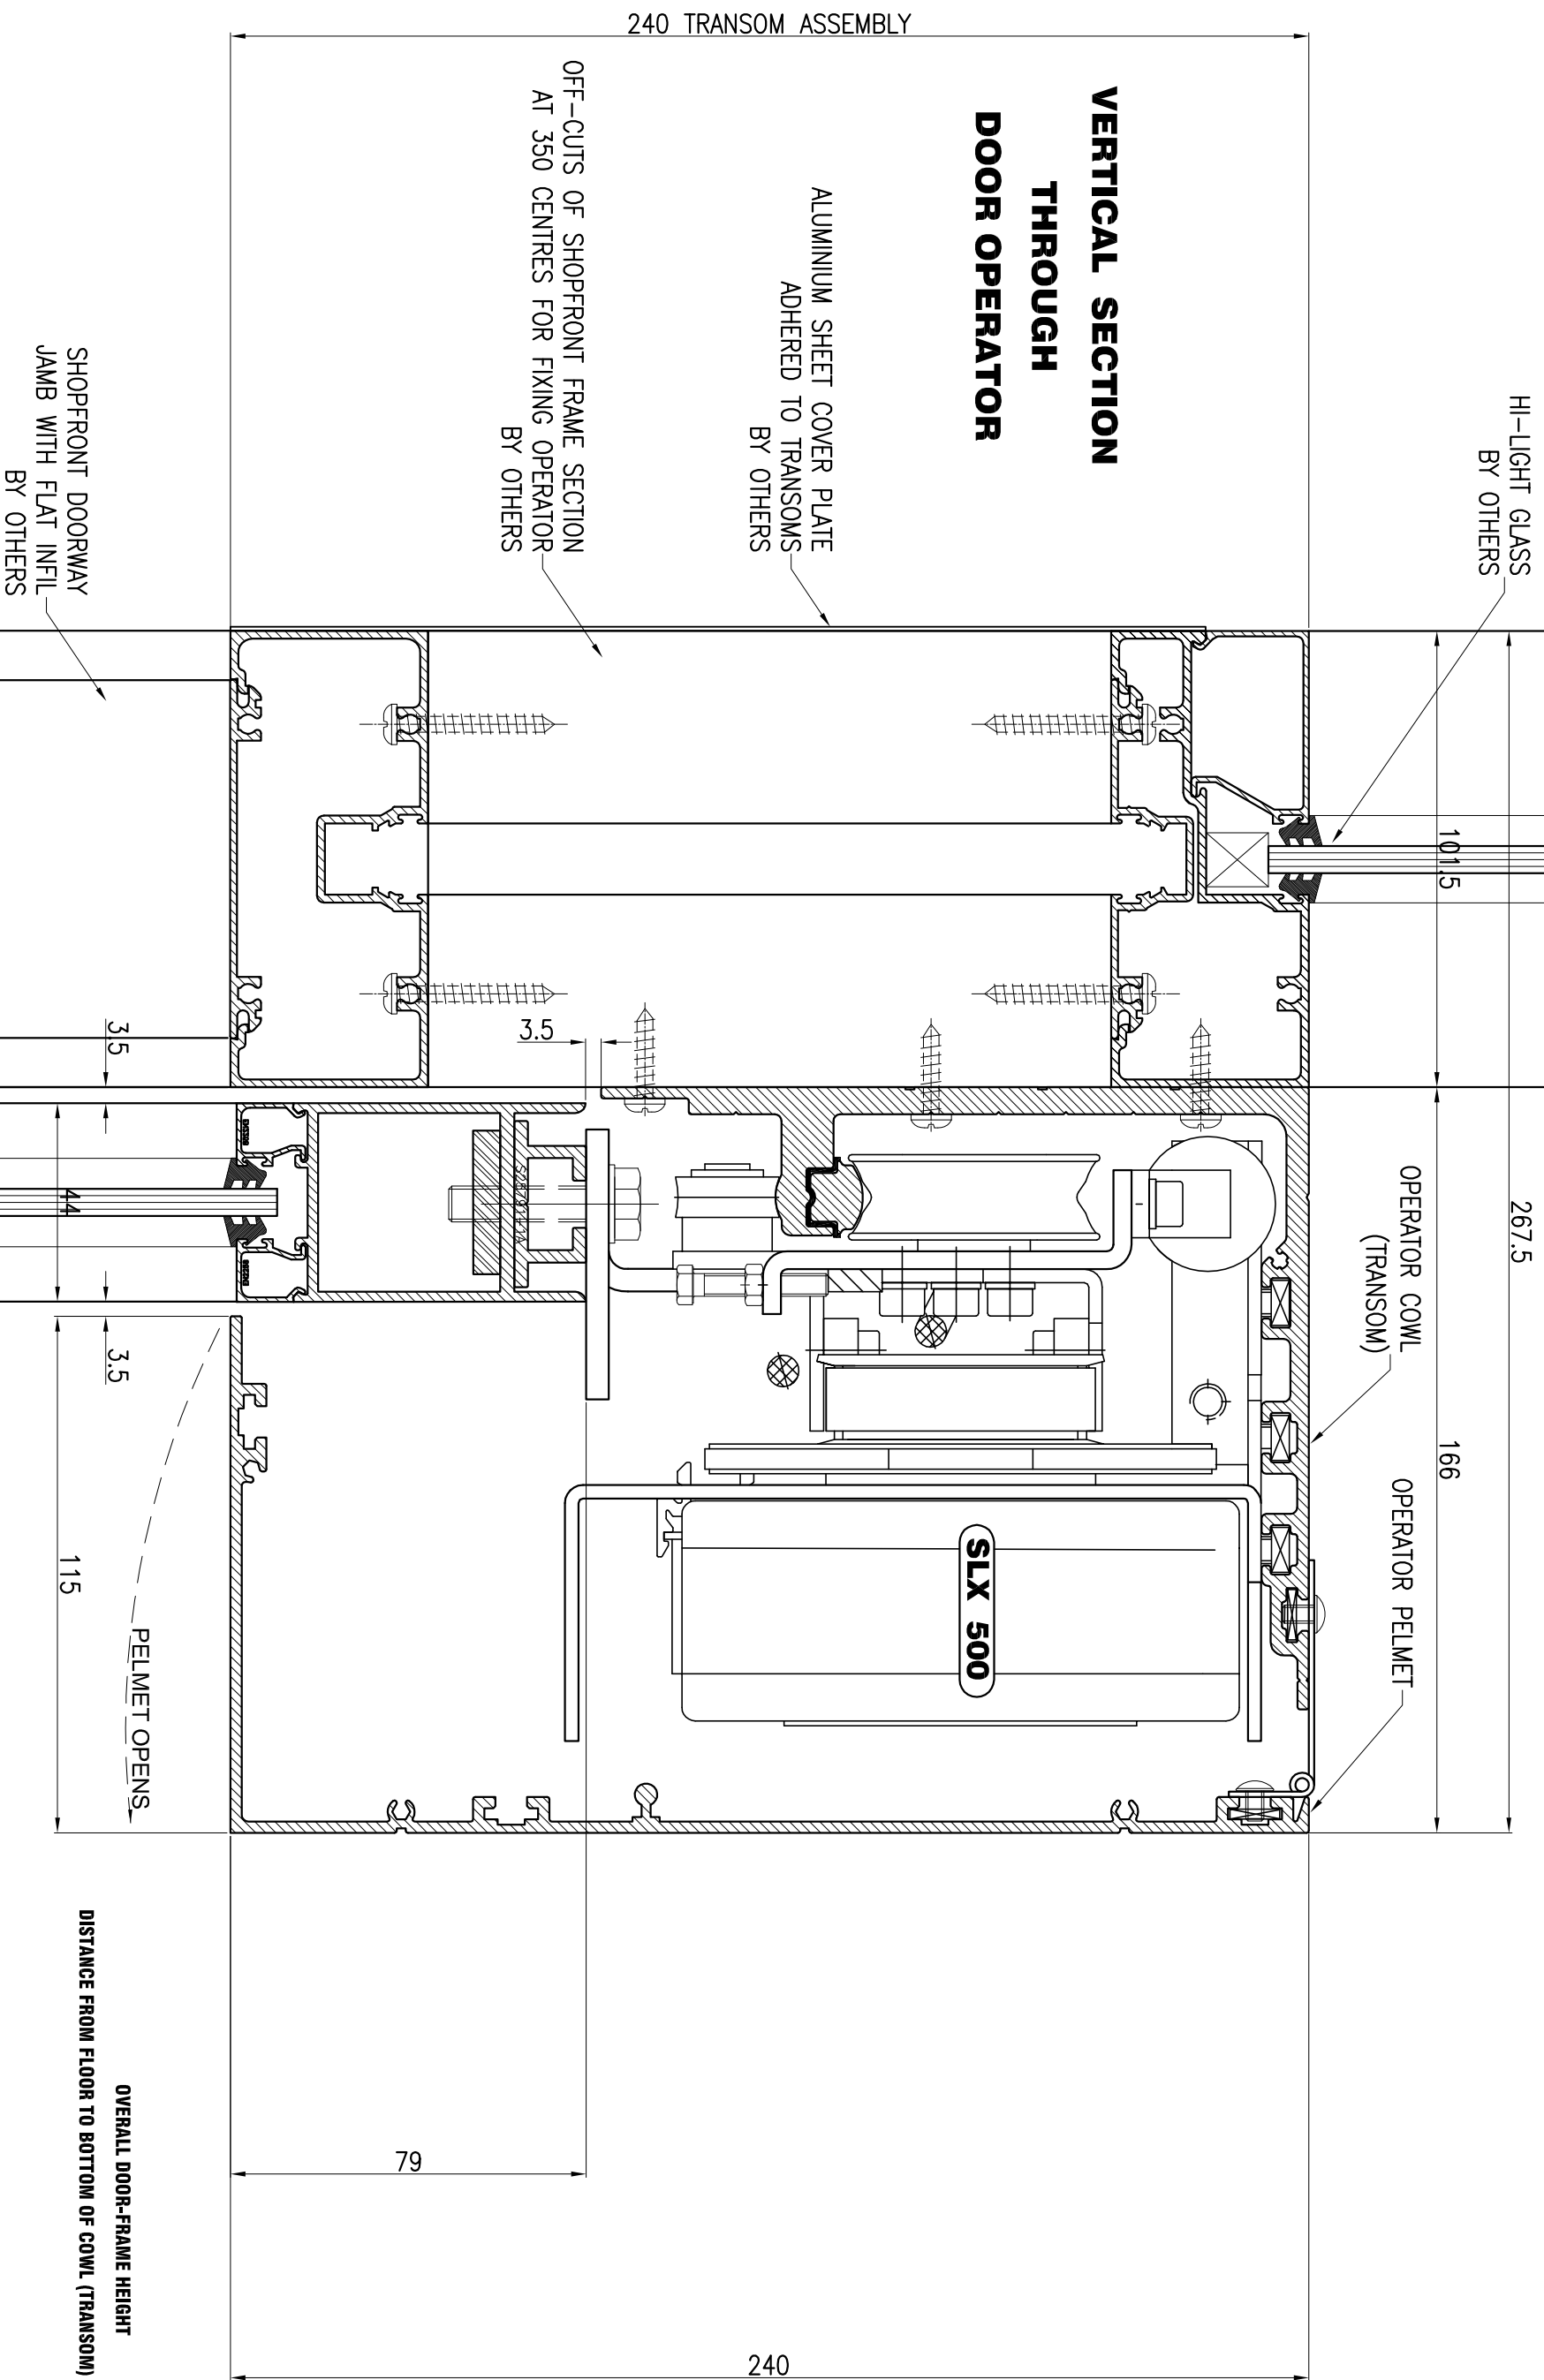 240 TRANSOM ASSEMBLY
VERTICAL SECTION
THROUGH
DOOR OPERATOR
HI-LIGHT GLASS
BY OTHERS
ALUMINIUM SHEET COVER PLATE
ADHERED TO TRANSOMS
BY OTHERS
OFF-CUTS OF SHOPFRONT FRAME SECTION
AT 350 CENTRES FOR FIXING OPERATOR
BY OTHERS
SHOPFRONT DOORWAY
JAMB WITH FLAT INFIL
BY OTHERS
267.5
101.5
166
OPERATOR COWL
(TRANSOM)
OPERATOR PELMET
3.5
3.5
44
3.5
115
SLX 500
PELMET OPENS
79
240
OVERALL DOOR-FRAME HEIGHT
DISTANCE FROM FLOOR TO BOTTOM OF COWL (TRANSOM)